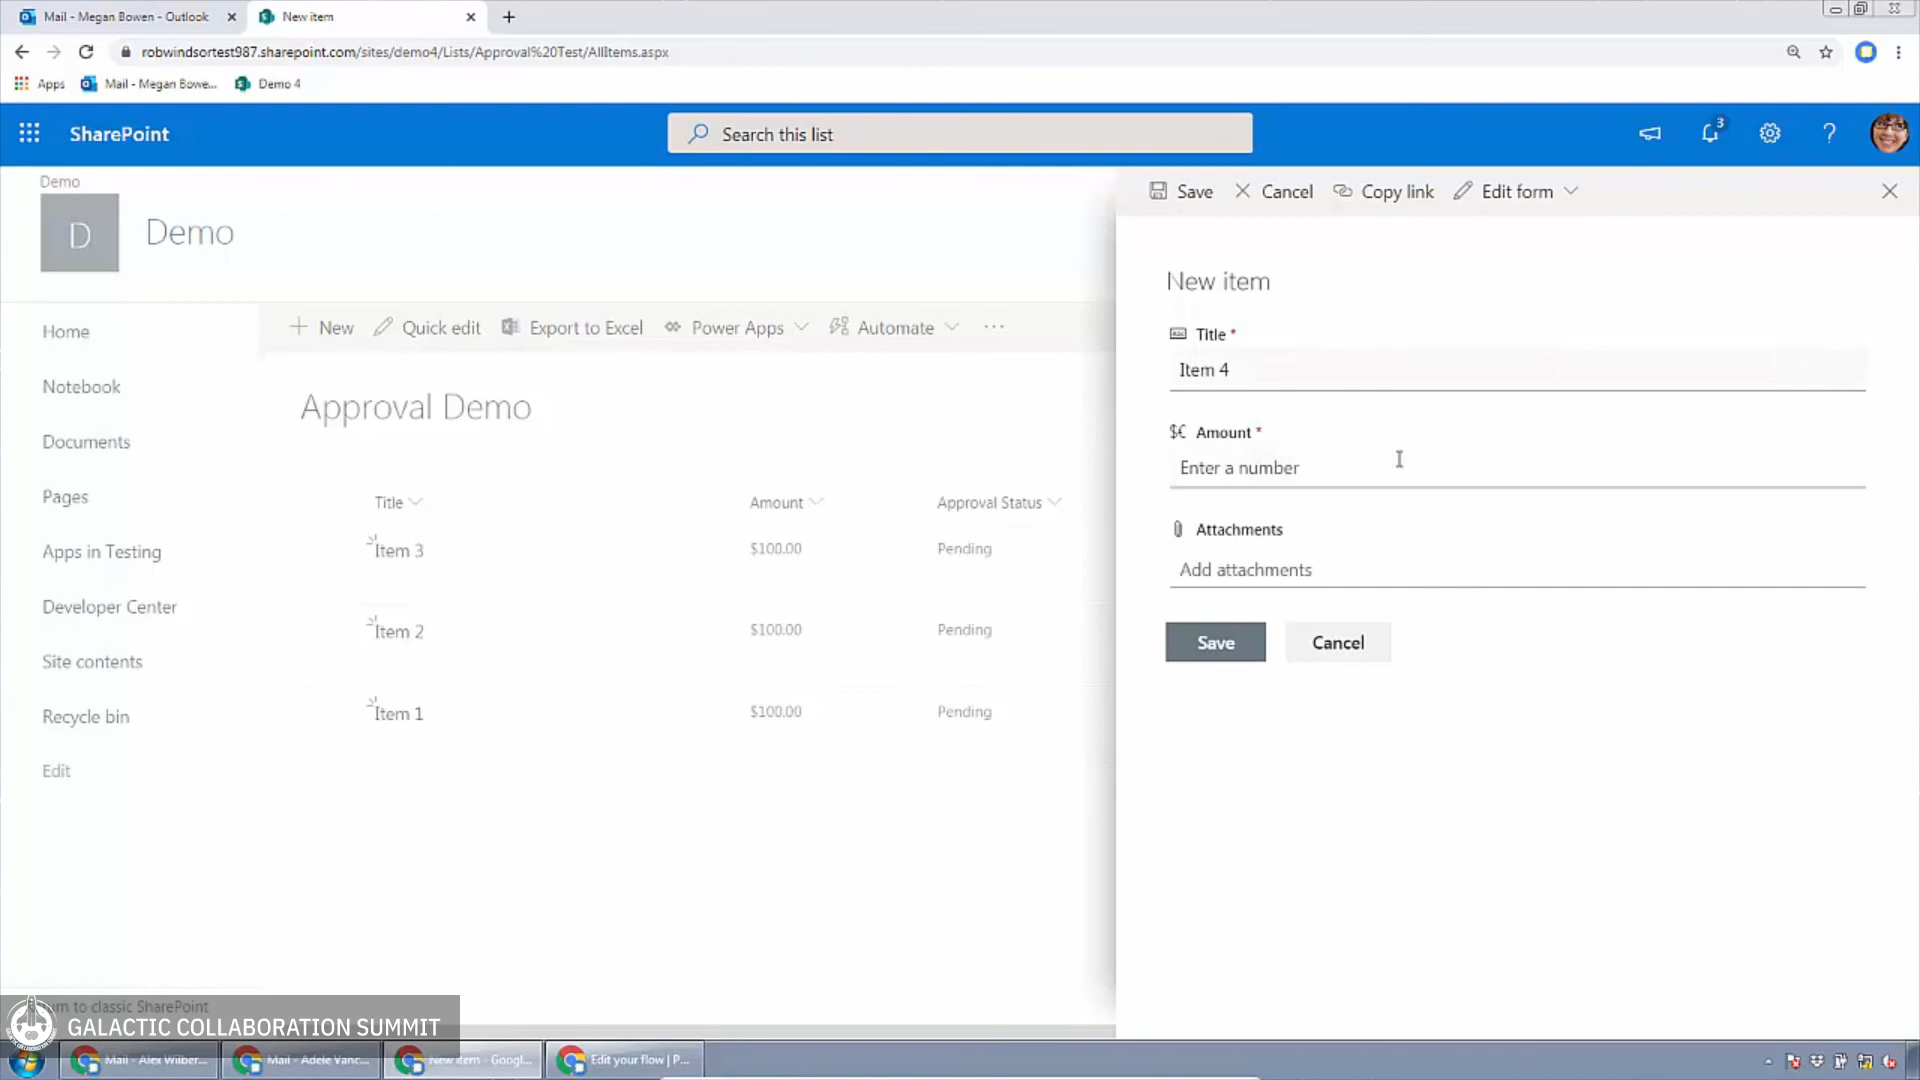 Mail - Megan Bowen - Outlook
New item
robwindsortest987.sharepoint.com/sites/demo4/Lists/Approval%20Test/AllItems.aspx
Apps
Mail - Megan Bowe...
Demo 4
SharePoint
Search this list
3
Demo
D
Demo
Save
Cancel
Copy link
Edit form
Home
Notebook
Documents
Pages
Apps in Testing
Developer Center
Site contents
Recycle bin
Edit
New
Quick edit
Export to Excel
Power Apps
Automate
Approval Demo
Title
Amount
Approval Status
Item 3
$100.00
Pending
Item 2
$100.00
Pending
Item 1
$100.00
Pending
New item
Title *
Item 4
$€ Amount *
Enter a number
Attachments
Add attachments
Save
Cancel
to classic SharePoint
GALACTIC COLLABORATION SUMMIT
Mail - Alex Wilber...
Mail - Adele Vanc...
New item - Googl...
Edit your flow | P...